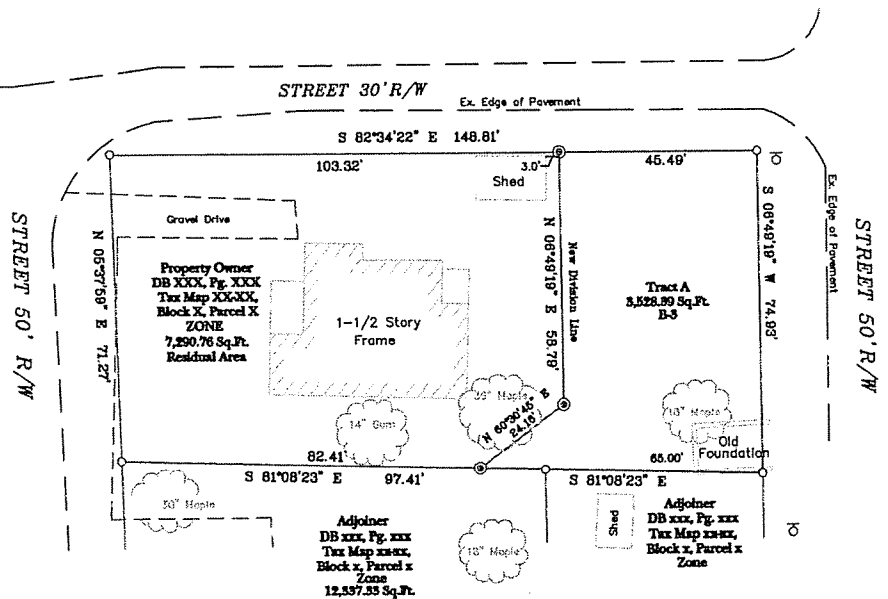 STREET 30' R/W
Ex. Edge of Pavement
S 82°34'22" E 148.81'
103.32'
3.0'
45.49'
Shed
Gravel Drive
STREET 50' R/W
N 05°37'59" E 71.27'
Property Owner
DB XXX, Pg. XXX
Tax Map XX-XX,
Block X, Parcel X
ZONE
7,290.76 Sq.Ft.
Residual Area
1-1/2 Story
Frame
N 06°49'19" E 58.79'
New Division Line
Tract A
3,528.89 Sq.Ft.
B-3
S 06°49'19" W 74.93'
Ex. Edge of Pavement
STREET 50' R/W
14" Gum
Maple
N 60°30'45" E
24.16'
18" Maple
Old
Foundation
82.41'
S 81°08'23" E 97.41'
65.00'
S 81°08'23" E
Maple
Adjoiner
DB xxx, Pg. xxx
Tax Map xx-xx,
Block x, Parcel x
Zone
12,337.33 Sq.Ft.
18" Maple
Shed
Adjoiner
DB xxx, Pg. xxx
Tax Map xx-xx,
Block x, Parcel x
Zone